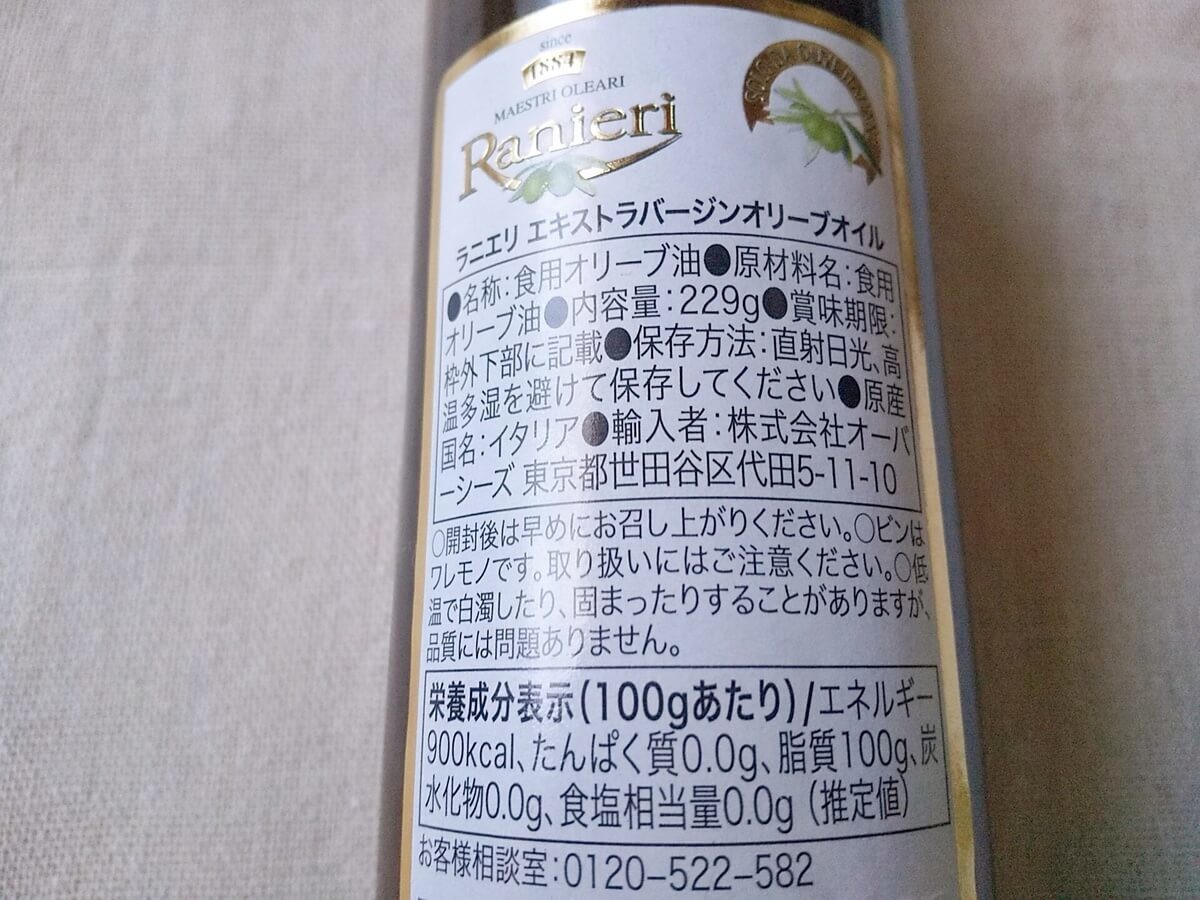 since
1884
MAESTRI OLEARI
Ranieri
ラニエリ エキストラバージンオリーブオイル
●名称:食用オリーブ油●原材料名:食用
オリーブ油●内容量:229g●賞味期限:
枠外下部に記載●保存方法:直射日光、高
温多湿を避けて保存してください●原産
国名:イタリア●輸入者:株式会社オーバ
ーシーズ 東京都世田谷区代田5-11-10
○開封後は早めにお召し上がりください。○ビンは
ワレモノです。取り扱いにはご注意ください。○低
温で白濁したり、固まったりすることがありますが、
品質には問題ありません。
栄養成分表示(100gあたり)/エネルギー
900kcal、たんぱく質0.0g、脂質100g、炭
水化物0.0g、食塩相当量0.0g(推定値)
お客様相談室:0120-522-582